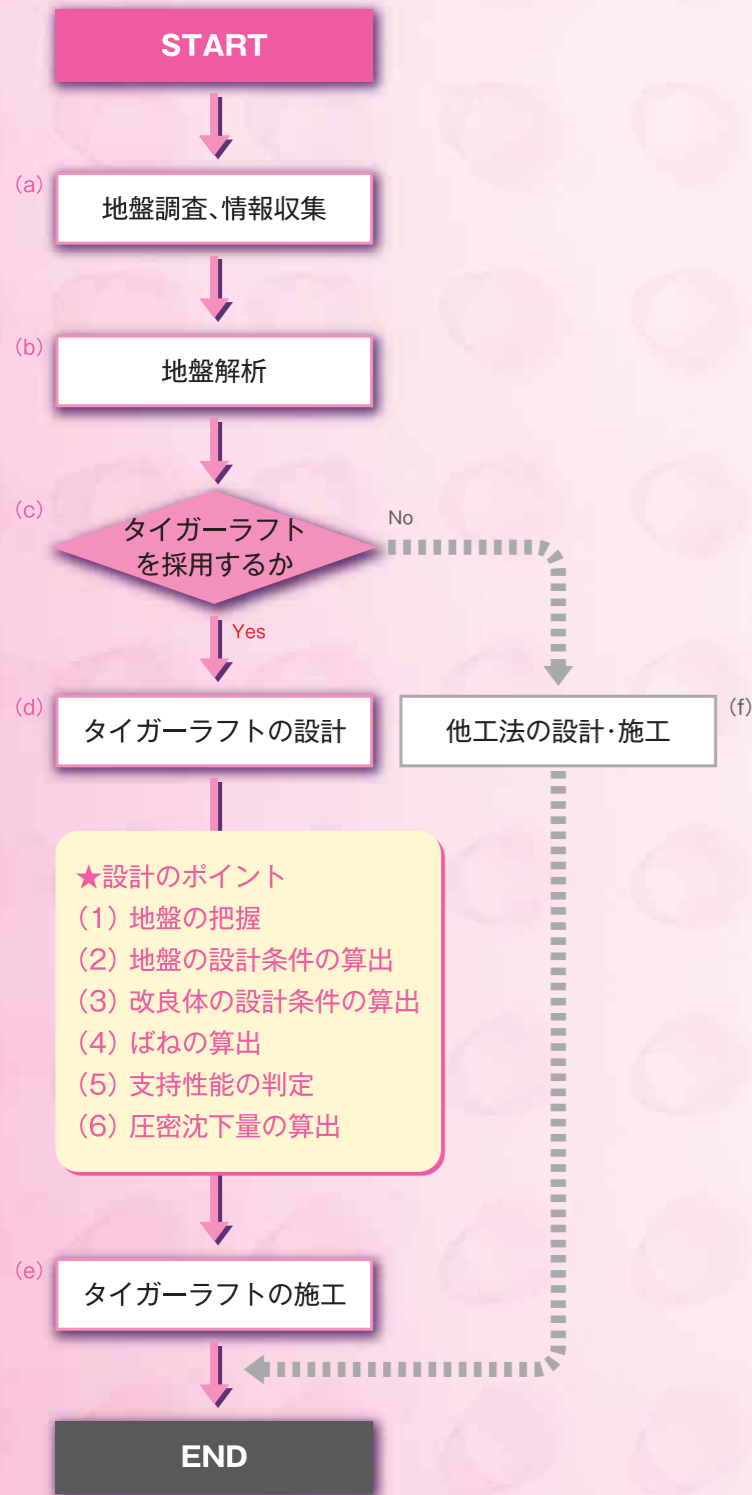 START
(a)
地盤調査、情報収集
(b)
地盤解析
(c)
タイガーラフト
を採用するか
No
Yes
(d)
タイガーラフトの設計
他工法の設計・施工
(f)
★設計のポイント
(1) 地盤の把握
(2) 地盤の設計条件の算出
(3) 改良体の設計条件の算出
(4) ばねの算出
(5) 支持性能の判定
(6) 圧密沈下量の算出
(e)
タイガーラフトの施工
END